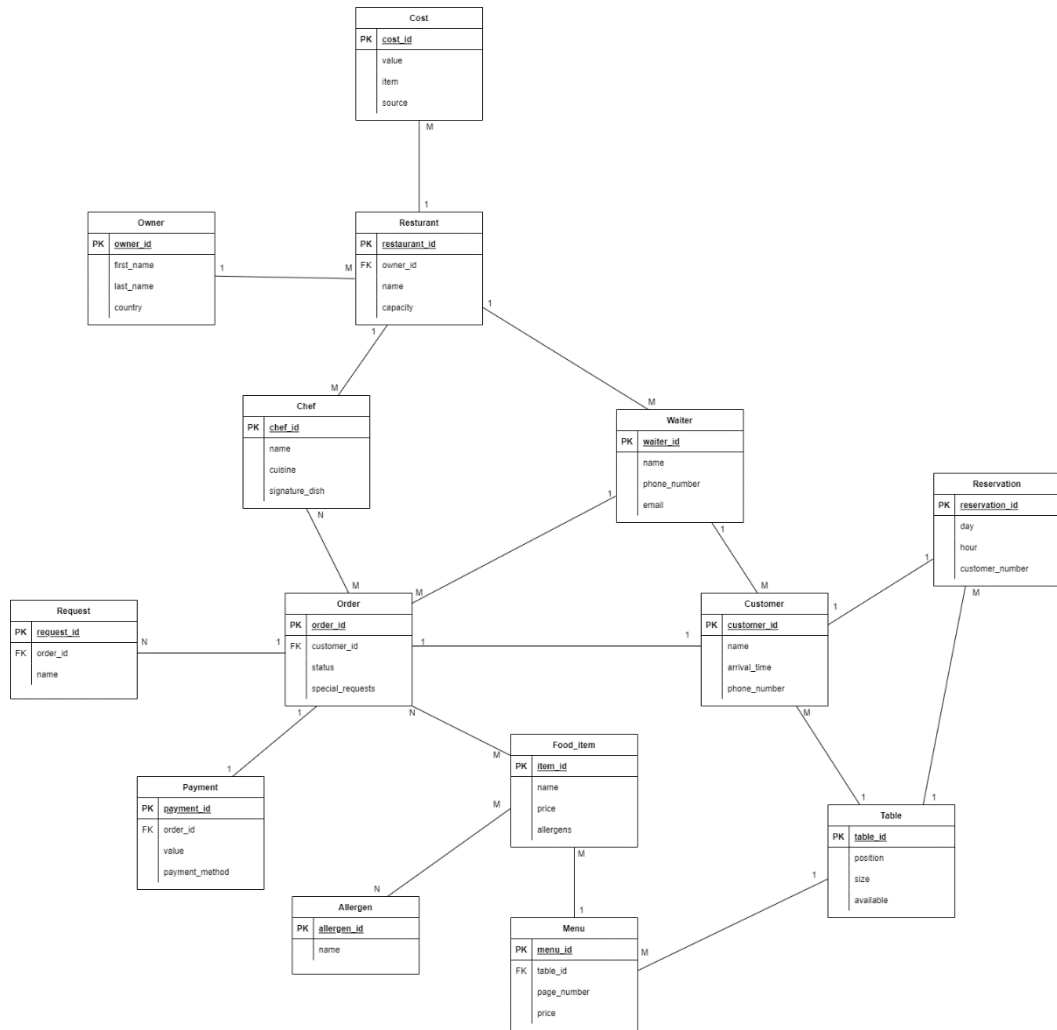 Cost
PK cost_id
value
item
source
M
1
Owner
PK owner_id
first_name
last_name
country
1
M
Resturant
PK restaurant_id
FK owner_id
name
capacity
1
M
1
M
Chef
PK chef_id
name
cuisine
signature_dish
N
M
Waiter
PK waiter_id
name
phone_number
email
1
M
1
M
Reservation
PK reservation_id
day
hour
customer_number
1
1
M
1
Request
PK request_id
FK order_id
name
N
1
Order
PK order_id
FK customer_id
status
special_requests
1
1
Customer
PK customer_id
name
arrival_time
phone_number
M
1
1
1
N
M
Payment
PK payment_id
FK order_id
value
payment_method
Food_item
PK item_id
name
price
allergens
M
N
M
1
Table
PK table_id
position
size
available
1
M
Allergen
PK allergen_id
name
Menu
PK menu_id
FK table_id
page_number
price